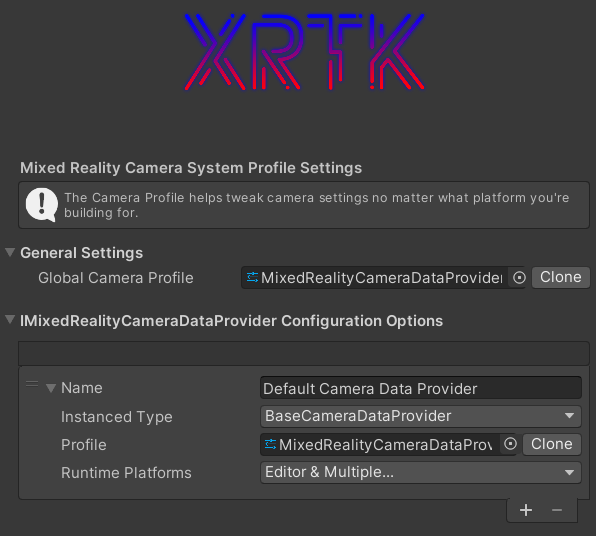 XRTK
Mixed Reality Camera System Profile Settings
The Camera Profile helps tweak camera settings no matter what platform you're
building for.
General Settings
Global Camera Profile MixedRealityCameraDataProvider Clone
IMixedRealityCameraDataProvider Configuration Options
Name Default Camera Data Provider
Instanced Type BaseCameraDataProvider
Profile MixedRealityCameraDataProv Clone
Runtime Platforms Editor & Multiple...